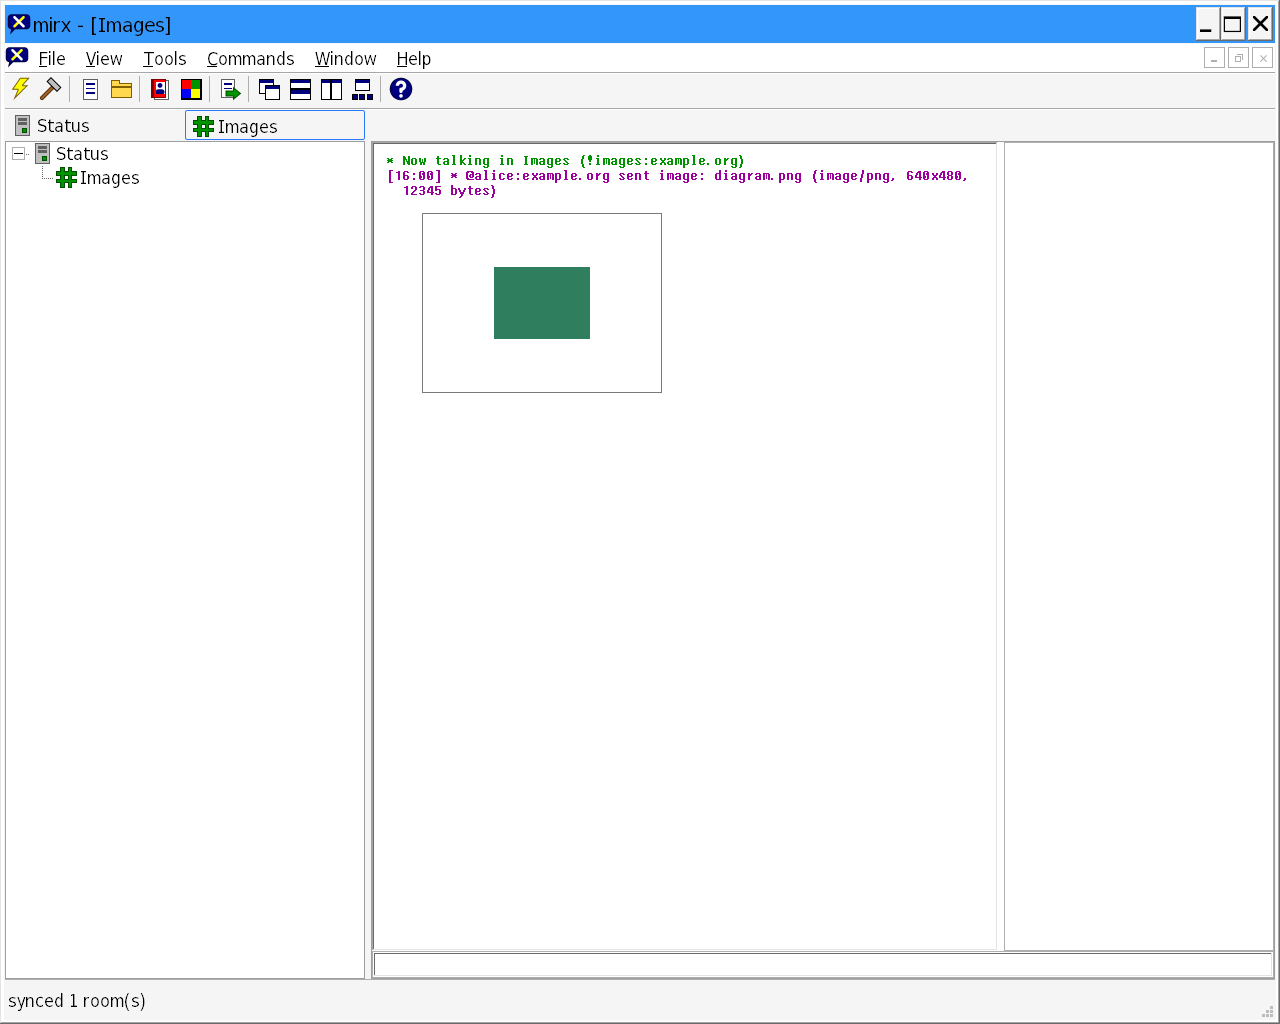 mirx - [Images]
File View Tools Commands Window Help
Status Images
Status
Images
* Now talking in Images (!images:example.org)
[16:00] * @alice:example.org sent image: diagram.png (image/png, 640x480,
12345 bytes)
synced 1 room(s)